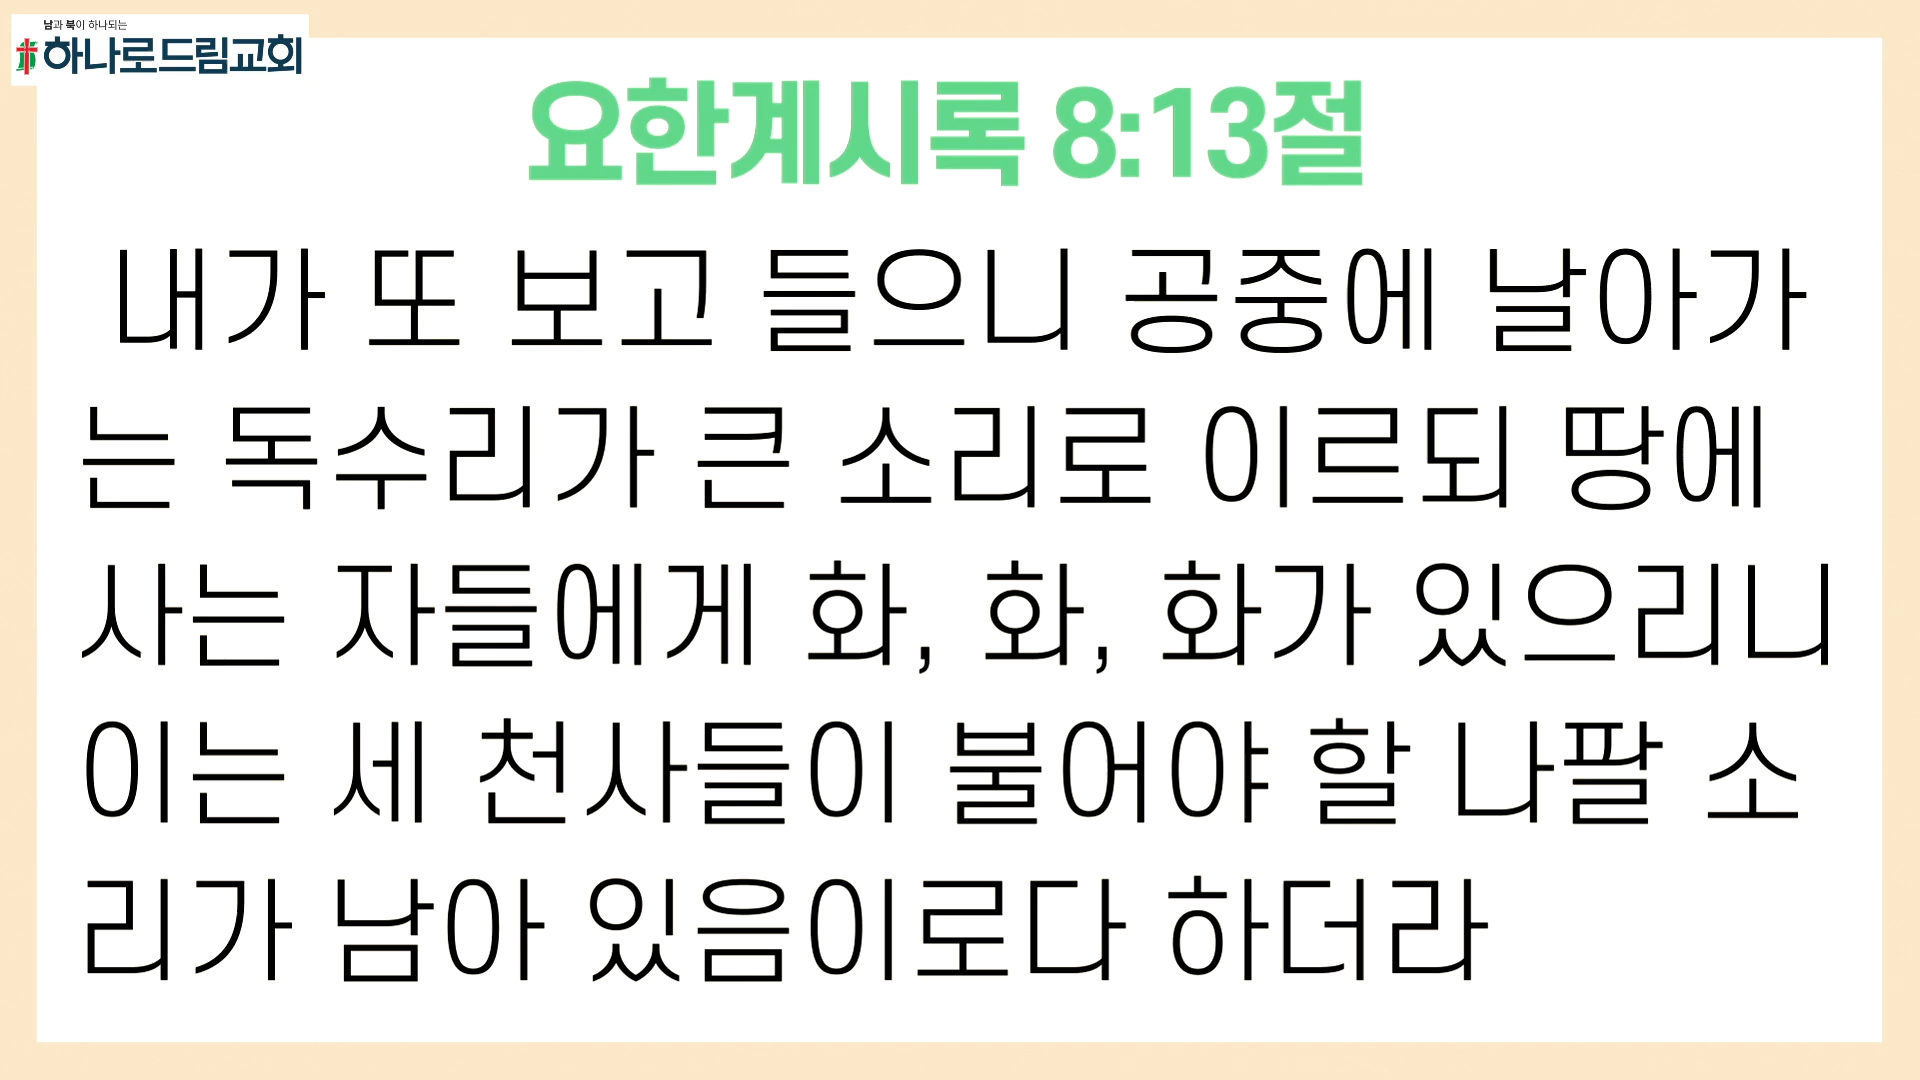 남과 북이 하나되는
하나로드림교회
요한계시록 8:13절
내가 또 보고 들으니 공중에 날아가
는 독수리가 큰 소리로 이르되 땅에
사는 자들에게 화, 화, 화가 있으리니
이는 세 천사들이 불어야 할 나팔 소
리가 남아 있음이로다 하더라